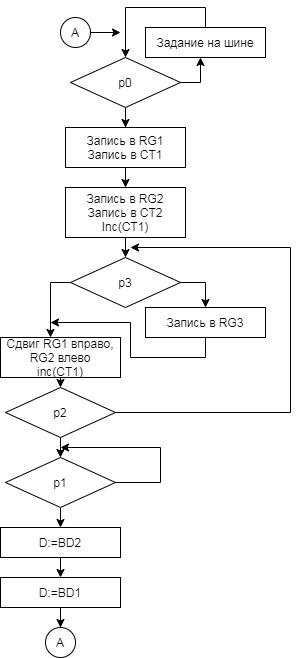 A
Задание на шине
p0
Запись в RG1
Запись в CT1
Запись в RG2
Запись в CT2
Inc(CT1)
p3
Запись в RG3
Сдвиг RG1 вправо,
RG2 влево
inc(CT1)
p2
p1
D:=BD2
D:=BD1
A